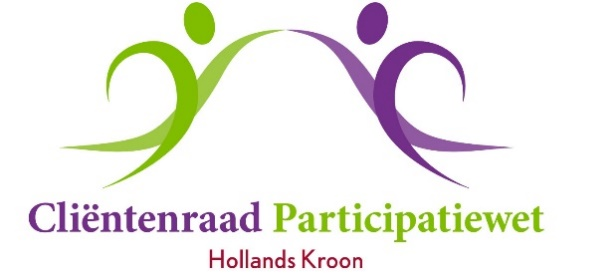 Cliëntenraad Participatiewet
Hollands Kroon